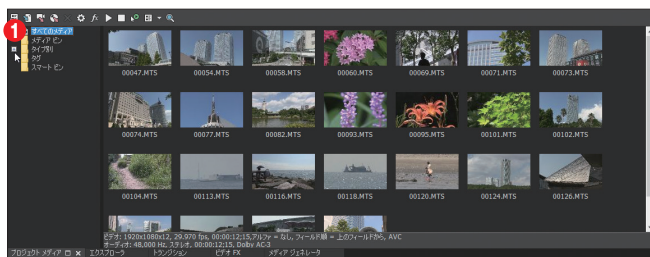 1
すべてのメディア
メディア ビン
タイプ別
タグ
スマート ビン
00047.MTS
00054.MTS
00058.MTS
00060.MTS
00069.MTS
00071.MTS
00073.MTS
00074.MTS
00077.MTS
00082.MTS
00093.MTS
00095.MTS
00101.MTS
00102.MTS
00104.MTS
00113.MTS
00116.MTS
00118.MTS
00120.MTS
00124.MTS
00126.MTS
ビデオ: 1920x1080x12, 29.970 fps, 00:00:12;15,アルファ = なし, フィールド順 = 上のフィールドから, AVC
オーディオ: 48,000 Hz, ステレオ, 00:00:12;15, Dolby AC-3
プロジェクト メディア
エクスプローラ
トランジション
ビデオ FX
メディア ジェネレータ